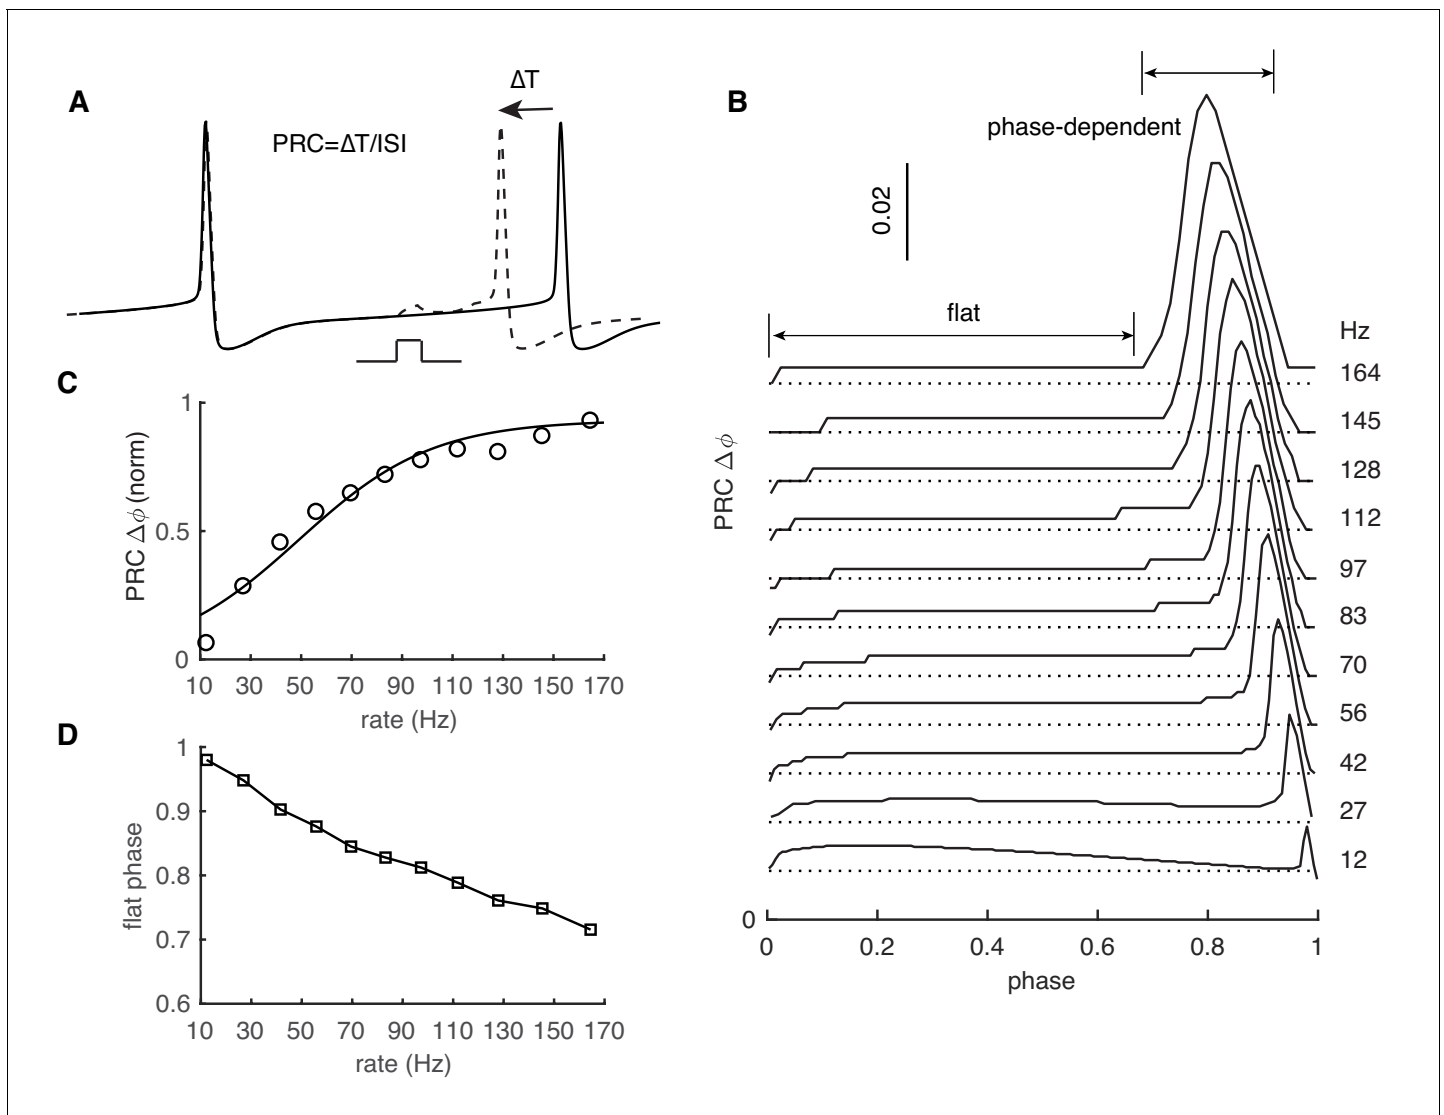 A
ΔT
PRC=ΔT/ISI
B
phase-dependent
0.02
flat
Hz
164
145
128
112
97
83
70
56
42
27
12
PRC Δϕ
0
0 0.2 0.4 0.6 0.8 1
phase
C
1
0.5
0
PRC Δϕ (norm)
10 30 50 70 90 110 130 150 170
rate (Hz)
D
1
0.9
0.8
0.7
0.6
flat phase
10 30 50 70 90 110 130 150 170
rate (Hz)